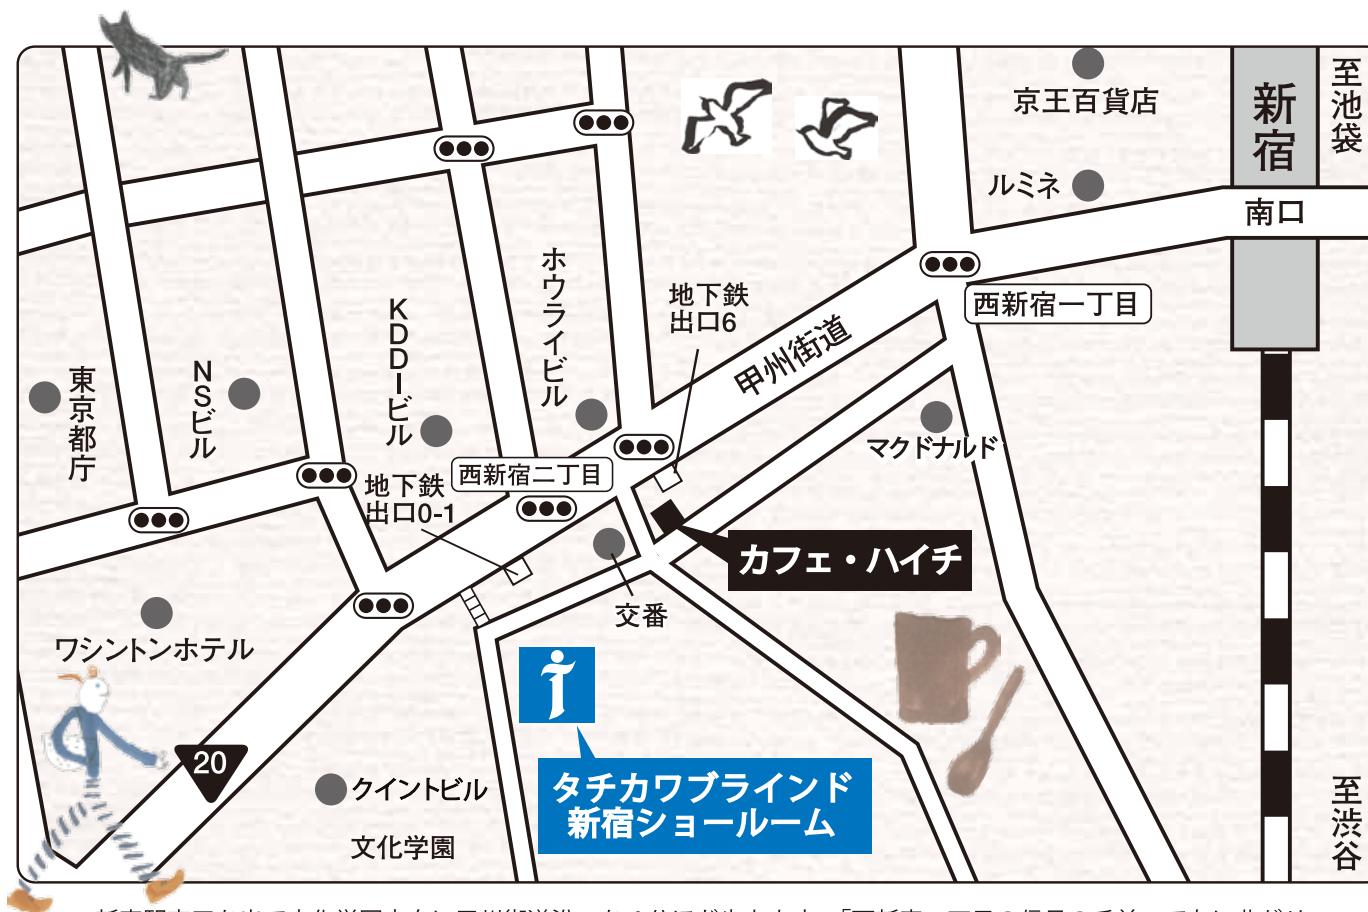 京王百貨店
ルミネ
新宿
至池袋
南口
西新宿一丁目
ホウライビル
地下鉄
出口6
甲州街道
KDDIビル
NSビル
東京都庁
マクドナルド
西新宿二丁目
地下鉄
出口0-1
カフェ・ハイチ
交番
ワシントンホテル
20
タチカワブラインド
新宿ショールーム
クイントビル
文化学園
至渋谷